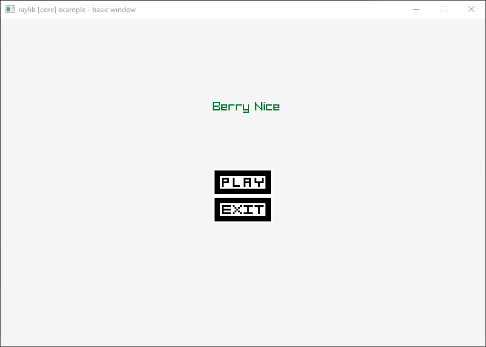 raylib [core] example - basic window
Berry Nice
PLAY
EXIT